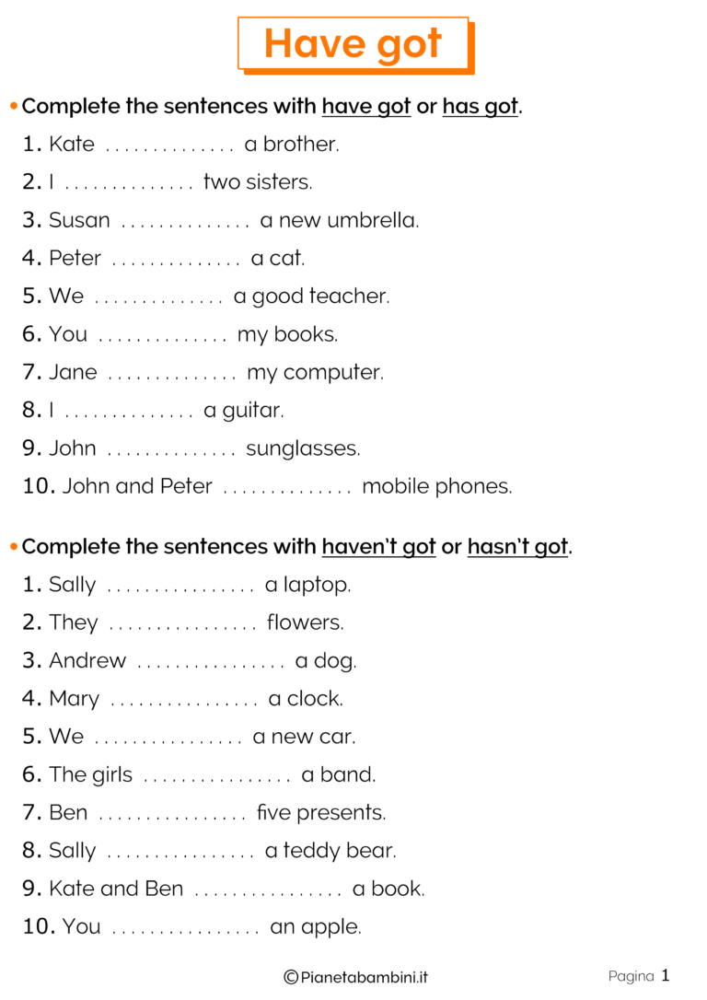 Have got
• Complete the sentences with have got or has got.
1. Kate . . . . . . . . . . . . . . a brother.
2. I . . . . . . . . . . . . . . two sisters.
3. Susan . . . . . . . . . . . . . . a new umbrella.
4. Peter . . . . . . . . . . . . . . a cat.
5. We . . . . . . . . . . . . . . a good teacher.
6. You . . . . . . . . . . . . . . my books.
7. Jane . . . . . . . . . . . . . . my computer.
8. I . . . . . . . . . . . . . . a guitar.
9. John . . . . . . . . . . . . . . sunglasses.
10. John and Peter . . . . . . . . . . . . . . mobile phones.
• Complete the sentences with haven't got or hasn't got.
1. Sally . . . . . . . . . . . . . . . . a laptop.
2. They . . . . . . . . . . . . . . . . flowers.
3. Andrew . . . . . . . . . . . . . . . . a dog.
4. Mary . . . . . . . . . . . . . . . . a clock.
5. We . . . . . . . . . . . . . . . . a new car.
6. The girls . . . . . . . . . . . . . . . . a band.
7. Ben . . . . . . . . . . . . . . . . five presents.
8. Sally . . . . . . . . . . . . . . . . a teddy bear.
9. Kate and Ben . . . . . . . . . . . . . . . . a book.
10. You . . . . . . . . . . . . . . . . an apple.
©Pianetabambini.it
Pagina 1